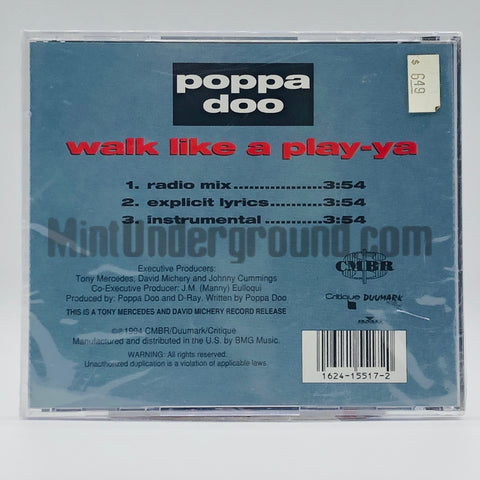 $ 649
poppa
doo
walk like a play-ya
1. radio mix..............3:54
2. explicit lyrics.........3:54
3. instrumental..........3:54
MintUnderground.com
Executive Producers:
Tony Mercedes, David Michery and Johnny Cummings
Co-Executive Producer: J.M. (Manny) Eulloqui
Produced by: Poppa Doo and D-Ray. Written by Poppa Doo
THIS IS A TONY MERCEDES AND DAVID MICHERY RECORD RELEASE
CMBR
Critique DUUMARK
℗©1994 CMBR/Duumark/Critique
Manufactured and distributed in the U.S. by BMG Music.
WARNING: All rights reserved.
Unauthorized duplication is a violation of applicable laws.
1624-15517-2